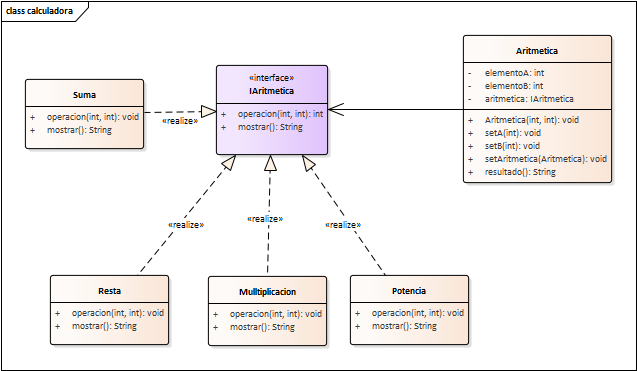 class calculadora
Suma
+ operacion(int, int): void
+ mostrar(): String
«realize»
«interface»
IAritmetica
+ operacion(int, int): int
+ mostrar(): String
Aritmetica
- elementoA: int
- elementoB: int
- aritmetica: IAritmetica
+ Aritmetica(int, int): void
+ setA(int): void
+ setB(int): void
+ setAritmetica(Aritmetica): void
+ resultado(): String
«realize»
«realize»
«realize»
Resta
+ operacion(int, int): void
+ mostrar(): String
Mulltiplicacion
+ operacion(int, int): void
+ mostrar(): String
Potencia
+ operacion(int, int): void
+ mostrar(): String